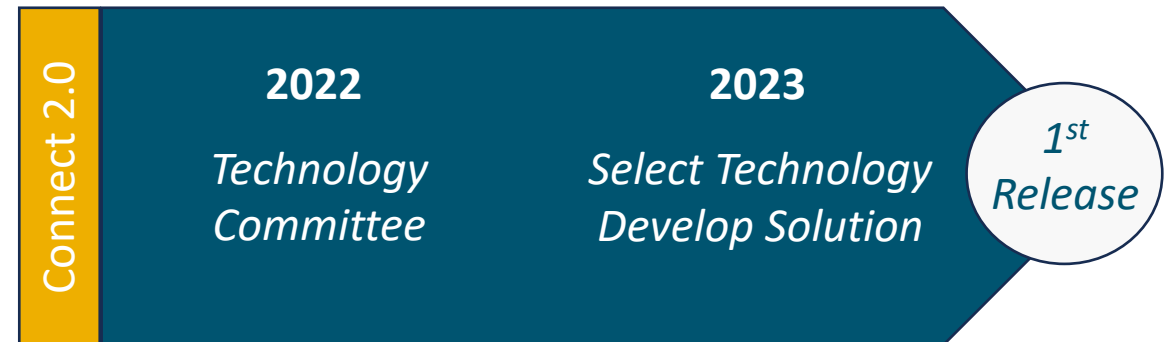 Connect 2.0
2022
Technology
Committee
2023
Select Technology
Develop Solution
1st
Release